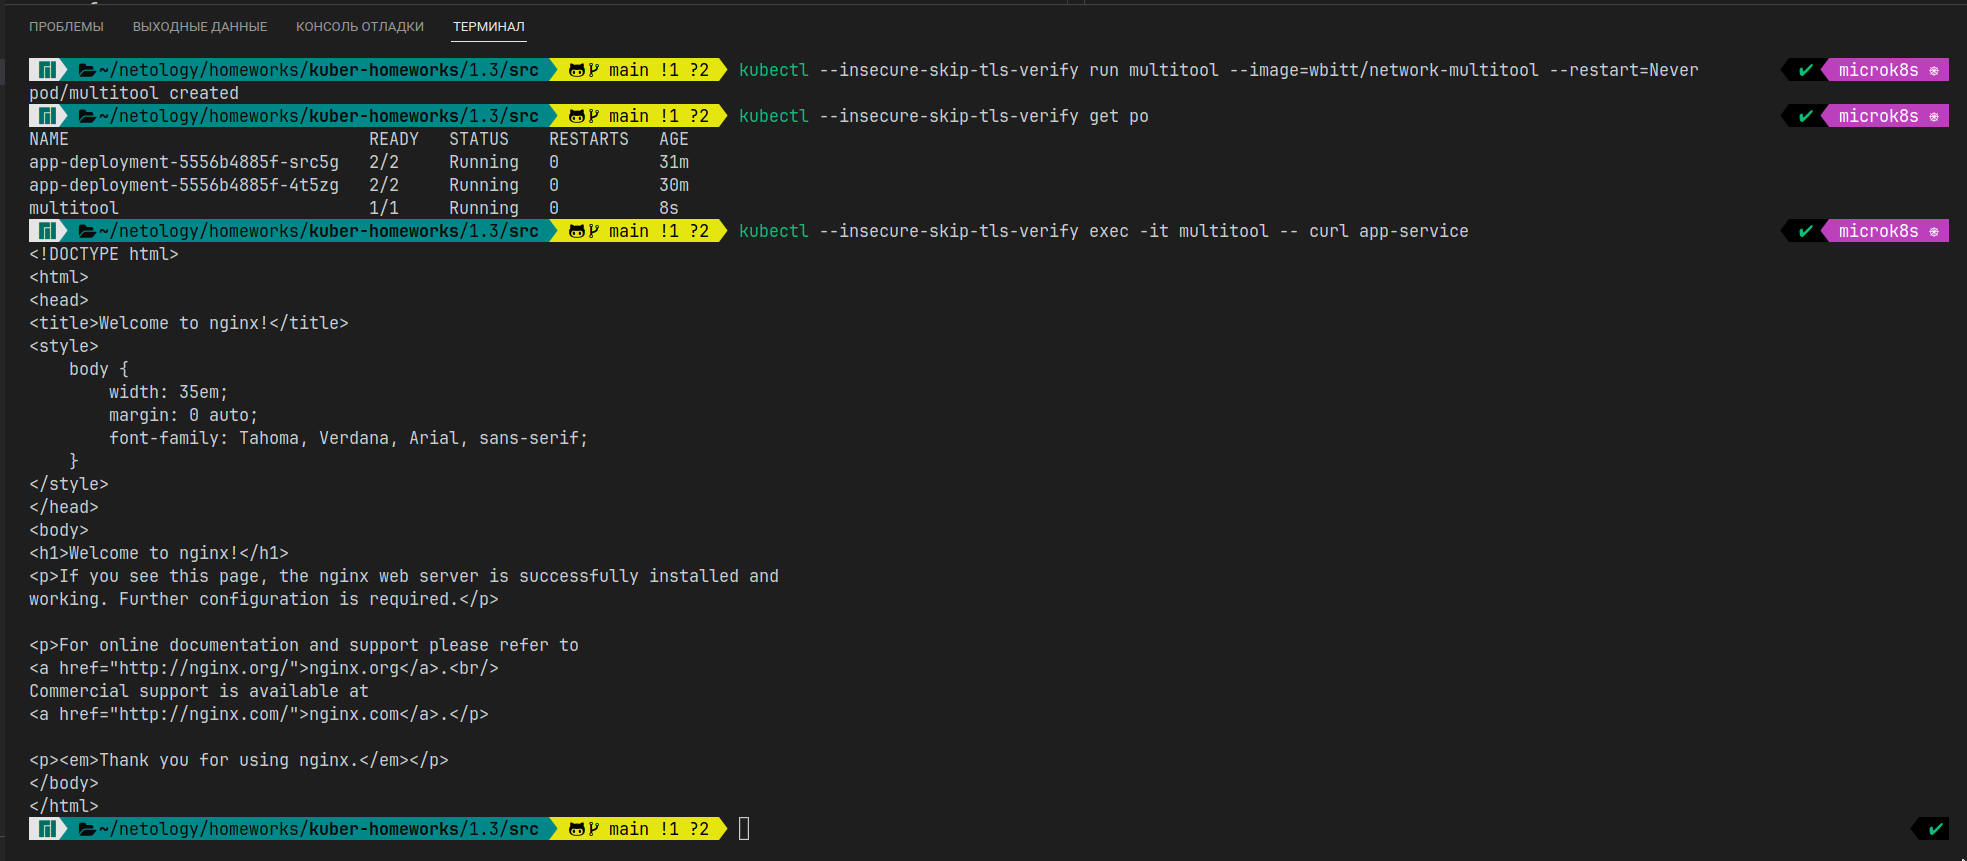 ПРОБЛЕМЫ ВЫХОДНЫЕ ДАННЫЕ КОНСОЛЬ ОТЛАДКИ ТЕРМИНАЛ
~/netology/homeworks/kuber-homeworks/1.3/src main !1 ?2 kubectl --insecure-skip-tls-verify run multitool --image=wbitt/network-multitool --restart=Never ✔ microk8s ⎈
pod/multitool created
~/netology/homeworks/kuber-homeworks/1.3/src main !1 ?2 kubectl --insecure-skip-tls-verify get po ✔ microk8s ⎈
NAME                              READY   STATUS    RESTARTS   AGE
app-deployment-5556b4885f-src5g   2/2     Running   0          31m
app-deployment-5556b4885f-4t5zg   2/2     Running   0          30m
multitool                         1/1     Running   0          8s
~/netology/homeworks/kuber-homeworks/1.3/src main !1 ?2 kubectl --insecure-skip-tls-verify exec -it multitool -- curl app-service ✔ microk8s ⎈
<!DOCTYPE html>
<html>
<head>
<title>Welcome to nginx!</title>
<style>
    body {
        width: 35em;
        margin: 0 auto;
        font-family: Tahoma, Verdana, Arial, sans-serif;
    }
</style>
</head>
<body>
<h1>Welcome to nginx!</h1>
<p>If you see this page, the nginx web server is successfully installed and
working. Further configuration is required.</p>

<p>For online documentation and support please refer to
<a href="http://nginx.org/">nginx.org</a>.<br/>
Commercial support is available at
<a href="http://nginx.com/">nginx.com</a>.</p>

<p><em>Thank you for using nginx.</em></p>
</body>
</html>
~/netology/homeworks/kuber-homeworks/1.3/src main !1 ?2 ✔